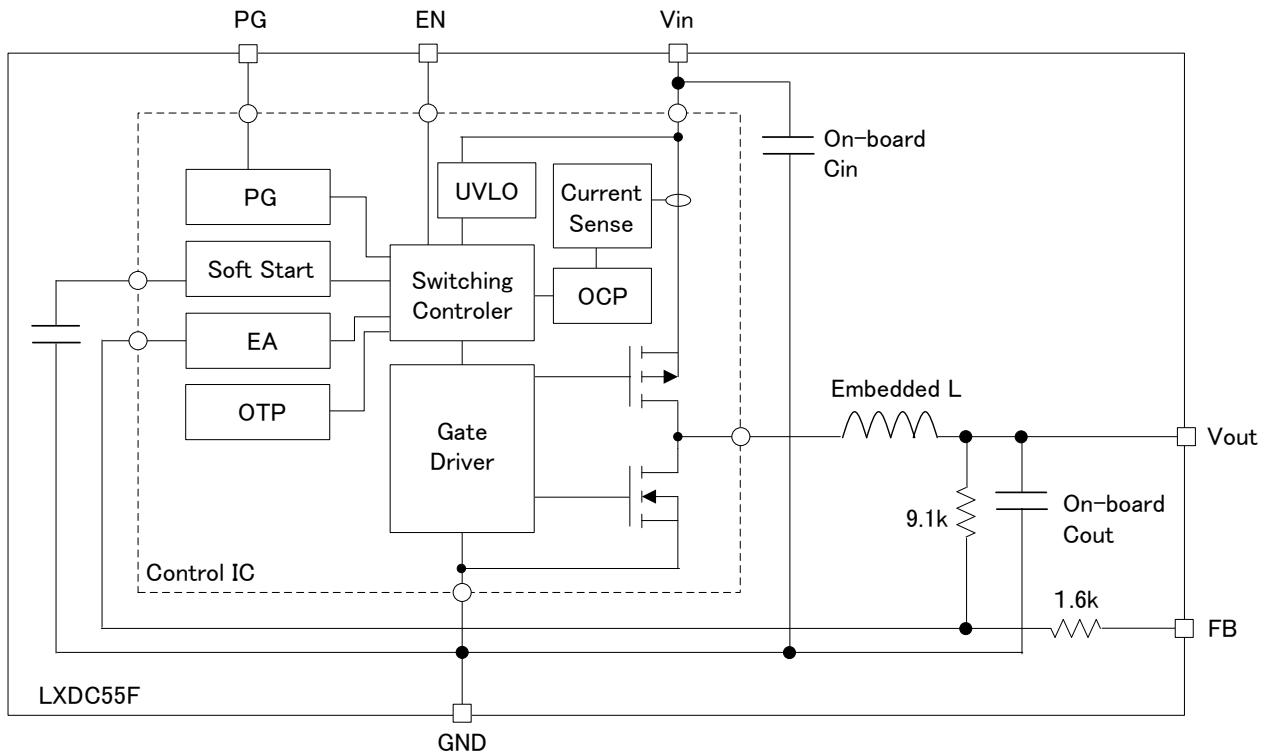 PG
EN
Vin
On-board
Cin
PG
UVLO
Current
Sense
Soft Start
Switching
Controler
OCP
EA
OTP
Gate
Driver
Embedded L
Vout
9.1k
On-board
Cout
Control IC
1.6k
FB
LXDC55F
GND